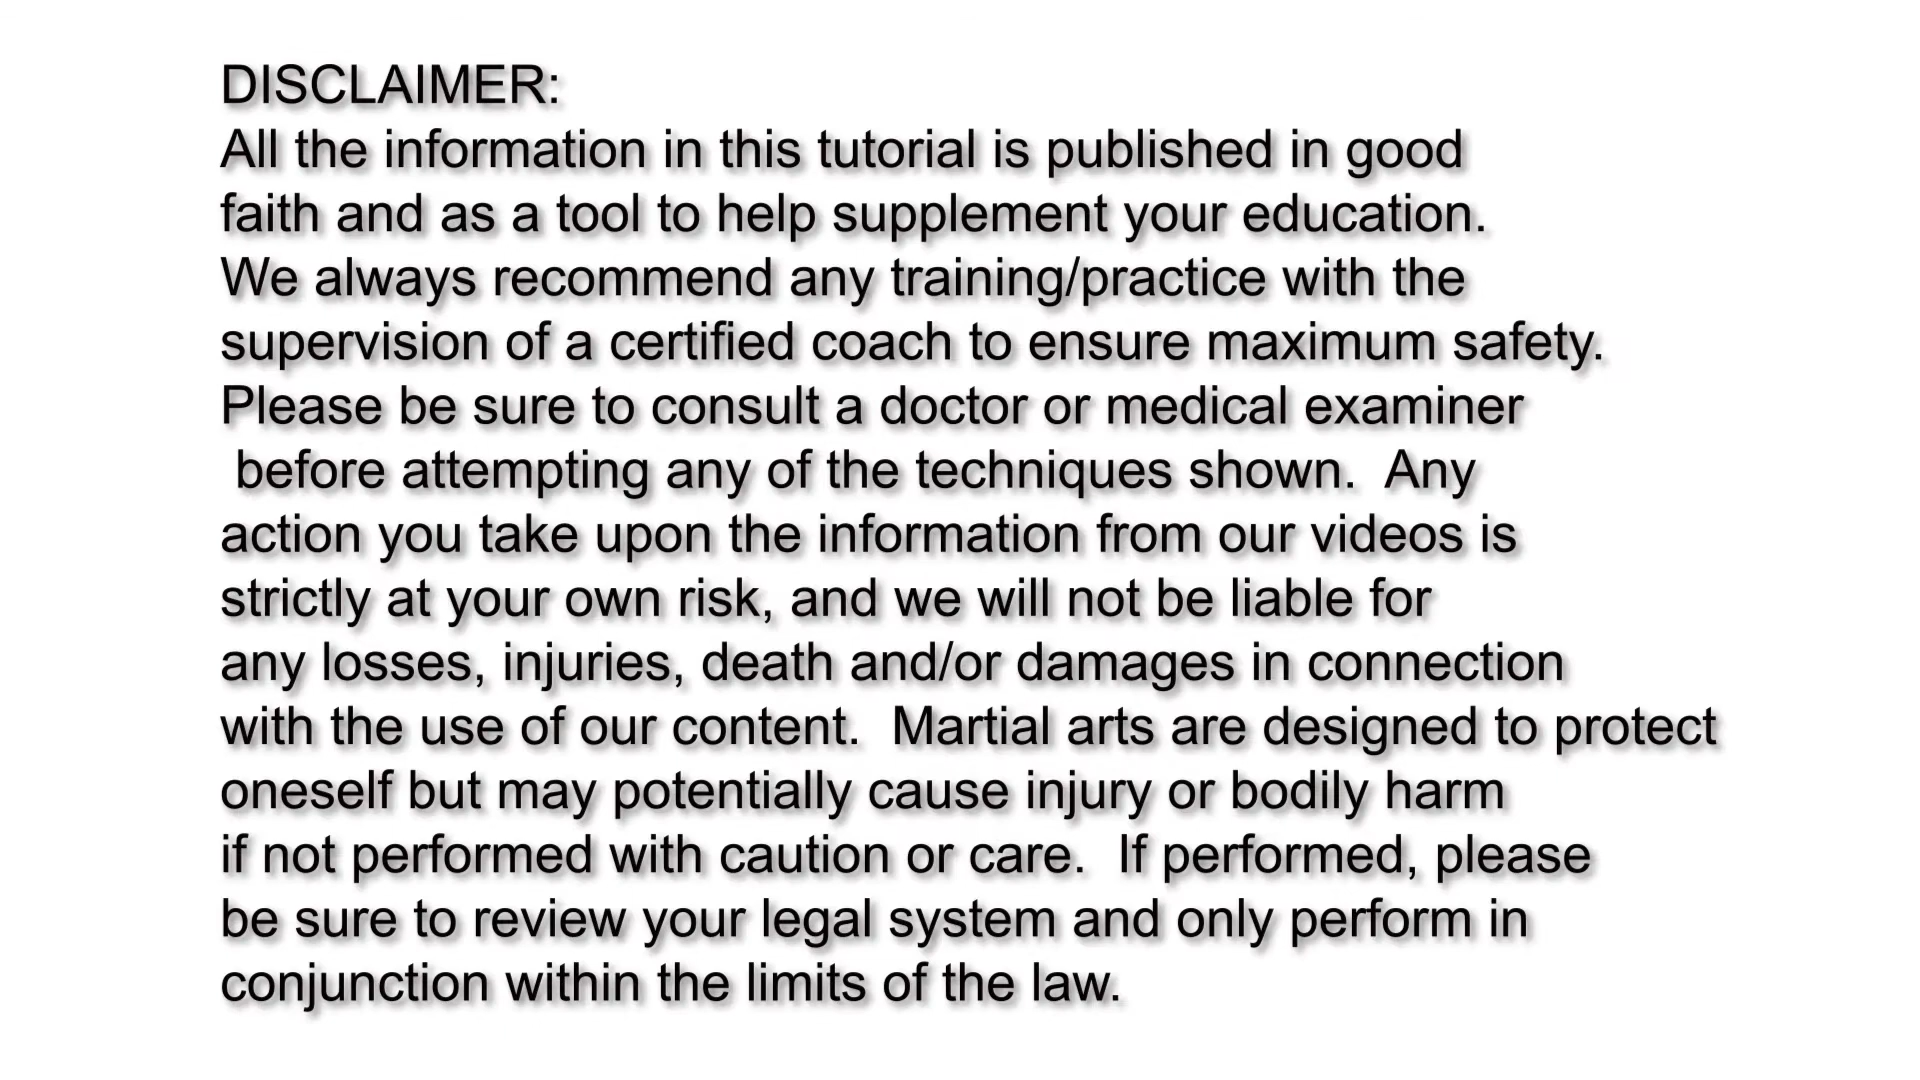 DISCLAIMER:
All the information in this tutorial is published in good
faith and as a tool to help supplement your education.
We always recommend any training/practice with the
supervision of a certified coach to ensure maximum safety.
Please be sure to consult a doctor or medical examiner
before attempting any of the techniques shown.  Any
action you take upon the information from our videos is
strictly at your own risk, and we will not be liable for
any losses, injuries, death and/or damages in connection
with the use of our content.  Martial arts are designed to protect
oneself but may potentially cause injury or bodily harm
if not performed with caution or care.  If performed, please
be sure to review your legal system and only perform in
conjunction within the limits of the law.